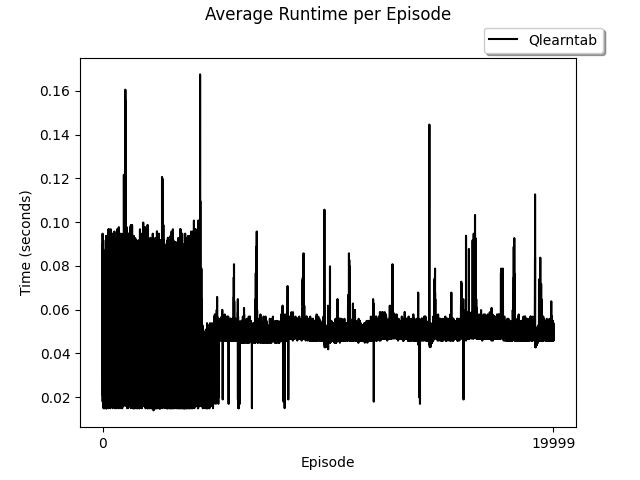 Average Runtime per Episode
Qlearntab
Time (seconds)
0.16
0.14
0.12
0.10
0.08
0.06
0.04
0.02
0
19999
Episode